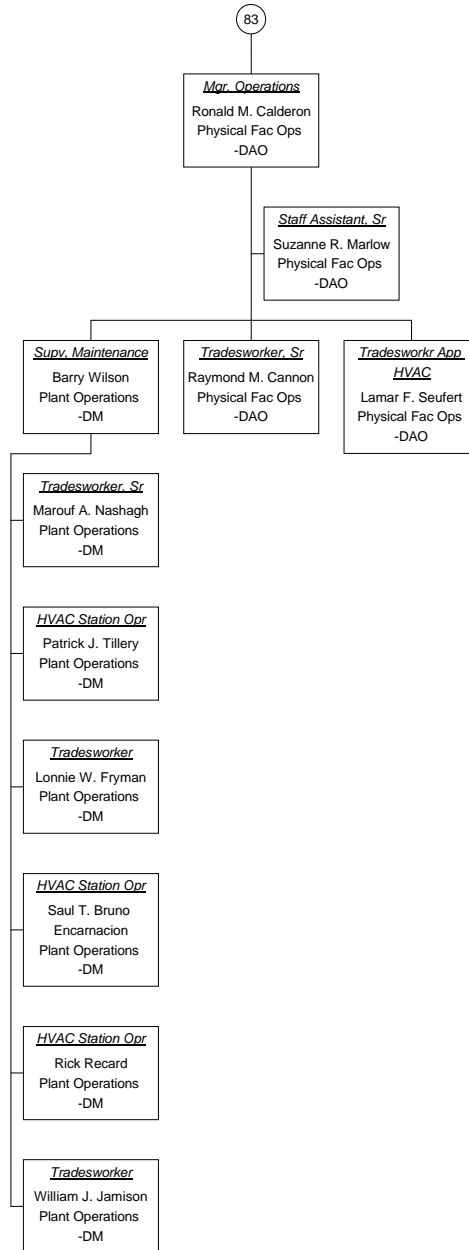 83
Mgr, Operations
Ronald M. Calderon
Physical Fac Ops
-DAO
Staff Assistant, Sr
Suzanne R. Marlow
Physical Fac Ops
-DAO
Supv, Maintenance
Barry Wilson
Plant Operations
-DM
Tradesworker, Sr
Raymond M. Cannon
Physical Fac Ops
-DAO
Tradesworkr App
HVAC
Lamar F. Seufert
Physical Fac Ops
-DAO
Tradesworker, Sr
Marouf A. Nashagh
Plant Operations
-DM
HVAC Station Opr
Patrick J. Tillery
Plant Operations
-DM
Tradesworker
Lonnie W. Fryman
Plant Operations
-DM
HVAC Station Opr
Saul T. Bruno
Encarnacion
Plant Operations
-DM
HVAC Station Opr
Rick Recard
Plant Operations
-DM
Tradesworker
William J. Jamison
Plant Operations
-DM